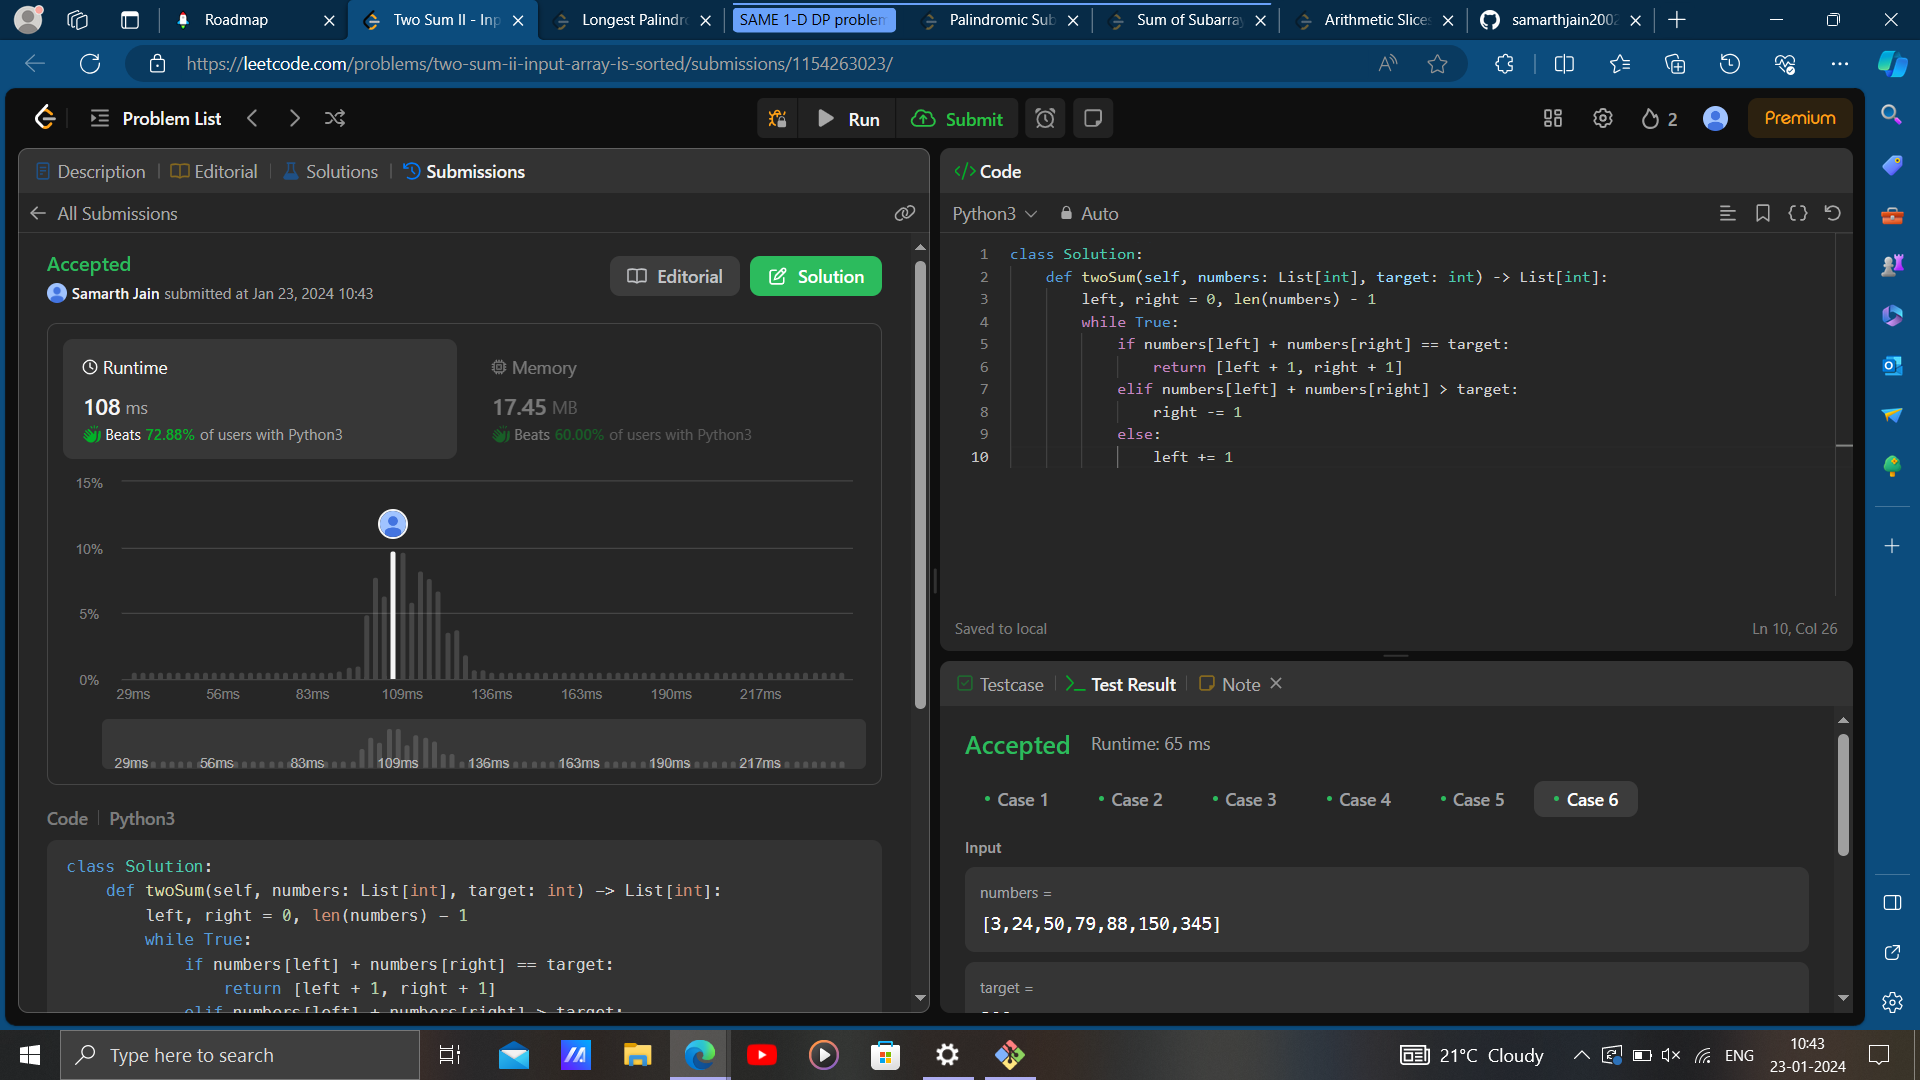 Roadmap
Two Sum II - Inp
Longest Palindr
SAME 1-D DP problem
Palindromic Sub
Sum of Subarray
Arithmetic Slices
samarthjain2002
https://leetcode.com/problems/two-sum-ii-input-array-is-sorted/submissions/1154263023/
Problem List
Run
Submit
2
Premium
Description
Editorial
Solutions
Submissions
All Submissions
Accepted
Samarth Jain submitted at Jan 23, 2024 10:43
Editorial
Solution
Runtime
108 ms
Beats 72.88% of users with Python3
Memory
17.45 MB
Beats 60.00% of users with Python3
15%
10%
5%
0%
29ms 56ms 83ms 109ms 136ms 163ms 190ms 217ms
29ms 56ms 83ms 109ms 136ms 163ms 190ms 217ms
Code | Python3
class Solution:
def twoSum(self, numbers: List[int], target: int) -> List[int]:
left, right = 0, len(numbers) - 1
while True:
if numbers[left] + numbers[right] == target:
return [left + 1, right + 1]
elif numbers[left] + numbers[right] > target:
Code
Python3
Auto
1 class Solution:
2 def twoSum(self, numbers: List[int], target: int) -> List[int]:
3 left, right = 0, len(numbers) - 1
4 while True:
5 if numbers[left] + numbers[right] == target:
6 return [left + 1, right + 1]
7 elif numbers[left] + numbers[right] > target:
8 right -= 1
9 else:
10 left += 1
Saved to local
Ln 10, Col 26
Testcase
Test Result
Note
Accepted
Runtime: 65 ms
Case 1
Case 2
Case 3
Case 4
Case 5
Case 6
Input
numbers =
[3,24,50,79,88,150,345]
target =
Type here to search
21°C Cloudy
ENG
10:43
23-01-2024